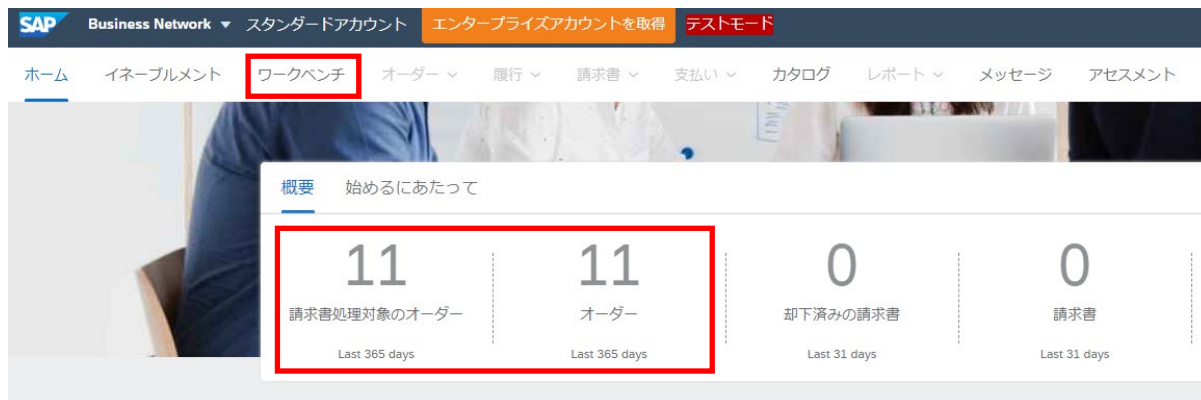 SAP Business Network スタンダードアカウント エンタープライズアカウントを取得 テストモード
ホーム イネーブルメント ワークベンチ オーダー 履行 請求書 支払い カタログ レポート メッセージ アセスメント
概要 始めるにあたって
11 11 0 0
請求書処理対象のオーダー オーダー 却下済みの請求書 請求書
Last 365 days Last 365 days Last 31 days Last 31 days